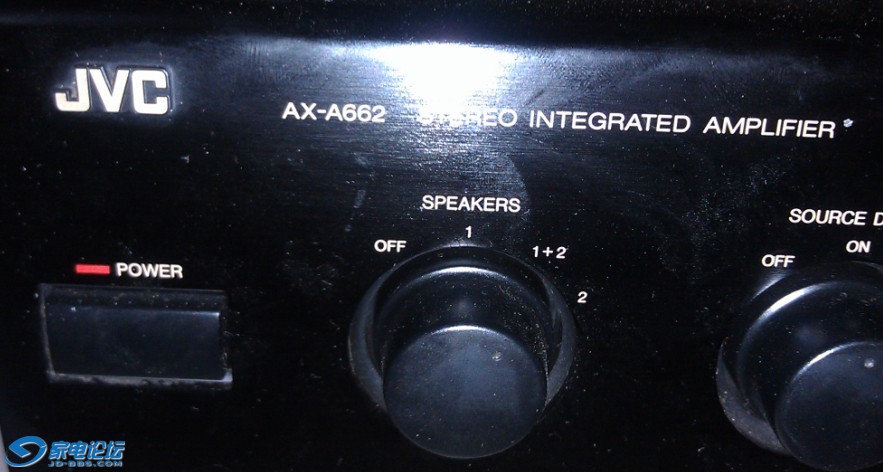 JVC
AX-A662 STEREO INTEGRATED AMPLIFIER
SPEAKERS
OFF 1 1+2 2
SOURCE D
OFF ON
POWER
家电论坛
JD-BBS.COM